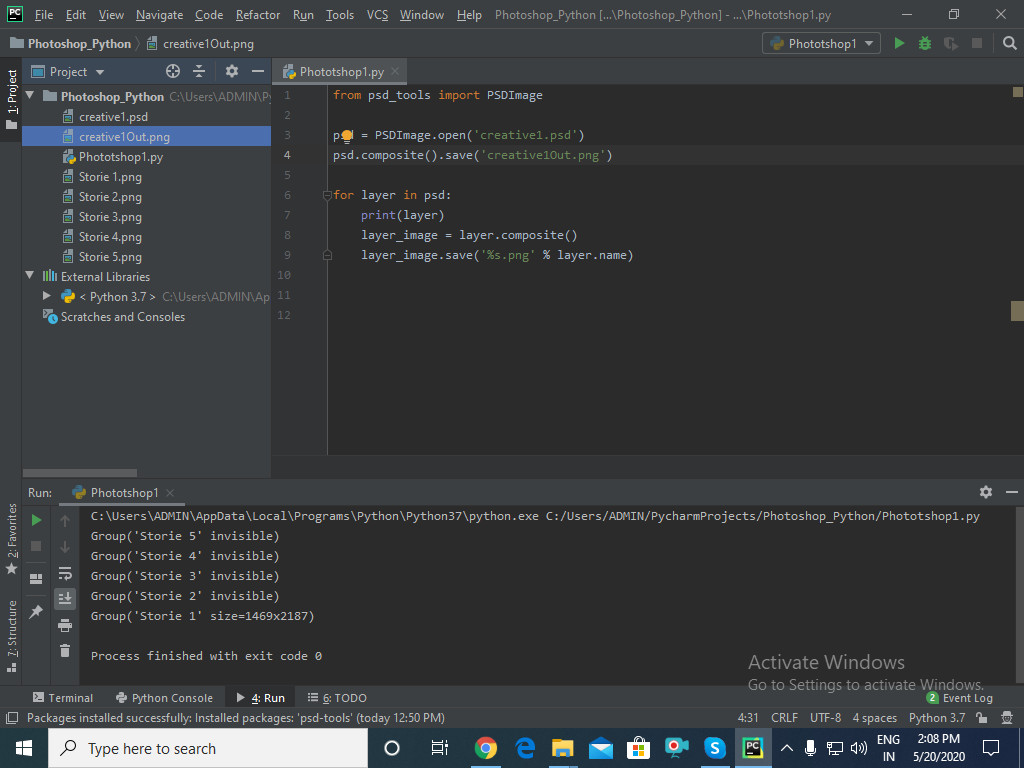 PC File Edit View Navigate Code Refactor Run Tools VCS Window Help Photoshop_Python [...\Photoshop_Python] - ...\Phototshop1.py
Photoshop_Python creative1Out.png Phototshop1
1: Project
Project
Phototshop1.py
Photoshop_Python C:\Users\ADMIN\Py
creative1.psd
creative1Out.png
Phototshop1.py
Storie 1.png
Storie 2.png
Storie 3.png
Storie 4.png
Storie 5.png
External Libraries
< Python 3.7 > C:\Users\ADMIN\Ap
Scratches and Consoles
1 from psd_tools import PSDImage
2
3 psd = PSDImage.open('creative1.psd')
4 psd.composite().save('creative1Out.png')
5
6 for layer in psd:
7 print(layer)
8 layer_image = layer.composite()
9 layer_image.save('%s.png' % layer.name)
10
11
12
Run: Phototshop1
2: Favorites
7: Structure
C:\Users\ADMIN\AppData\Local\Programs\Python\Python37\python.exe C:/Users/ADMIN/PycharmProjects/Photoshop_Python/Phototshop1.py
Group('Storie 5' invisible)
Group('Storie 4' invisible)
Group('Storie 3' invisible)
Group('Storie 2' invisible)
Group('Storie 1' size=1469x2187)
Process finished with exit code 0
Activate Windows
Go to Settings to activate Windows.
Terminal Python Console 4: Run 6: TODO 2 Event Log
Packages installed successfully: Installed packages: 'psd-tools' (today 12:50 PM) 4:31 CRLF UTF-8 4 spaces Python 3.7
Type here to search
S
PC
ENG
IN
2:08 PM
5/20/2020